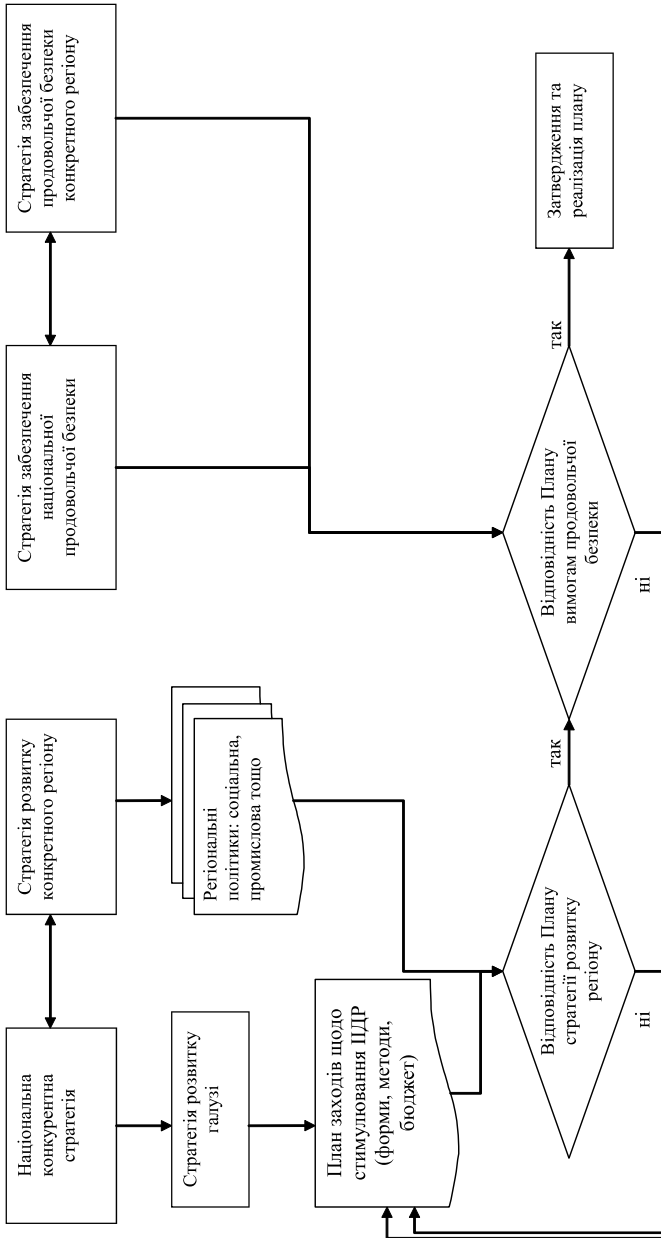 Національна
конкурентна
стратегія
Стратегія розвитку
конкретного регіону
Стратегія забезпечення
національної
продовольчої безпеки
Стратегія забезпечення
продовольчої безпеки
конкретного регіону
Стратегія розвитку
галузі
Регіональні
політики: соціальна,
промислова тощо
План заходів щодо
стимулювання ПДР
(форми, методи,
бюджет)
Відповідність Плану
стратегії розвитку
регіону
так
ні
Відповідність Плану
вимогам продовольчої
безпеки
так
ні
Затвердження та
реалізація плану